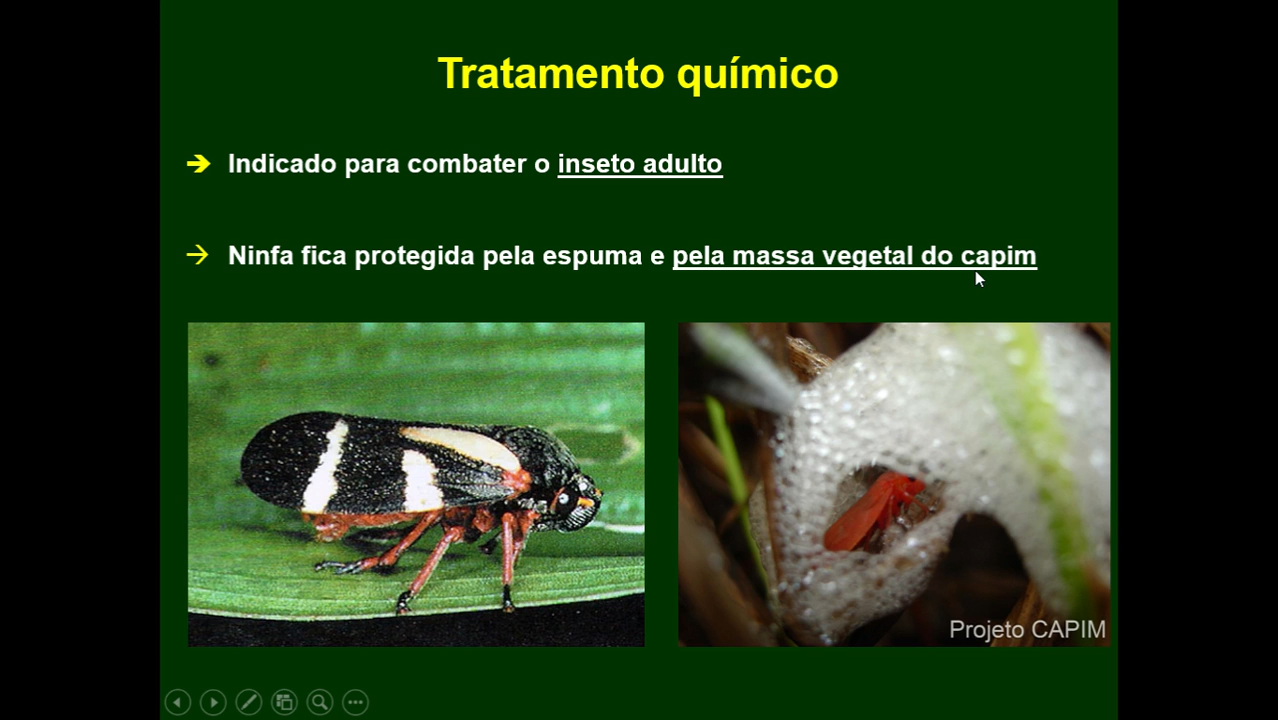 Tratamento químico
➔ Indicado para combater o inseto adulto
→ Ninfa fica protegida pela espuma e pela massa vegetal do capim
Projeto CAPIM